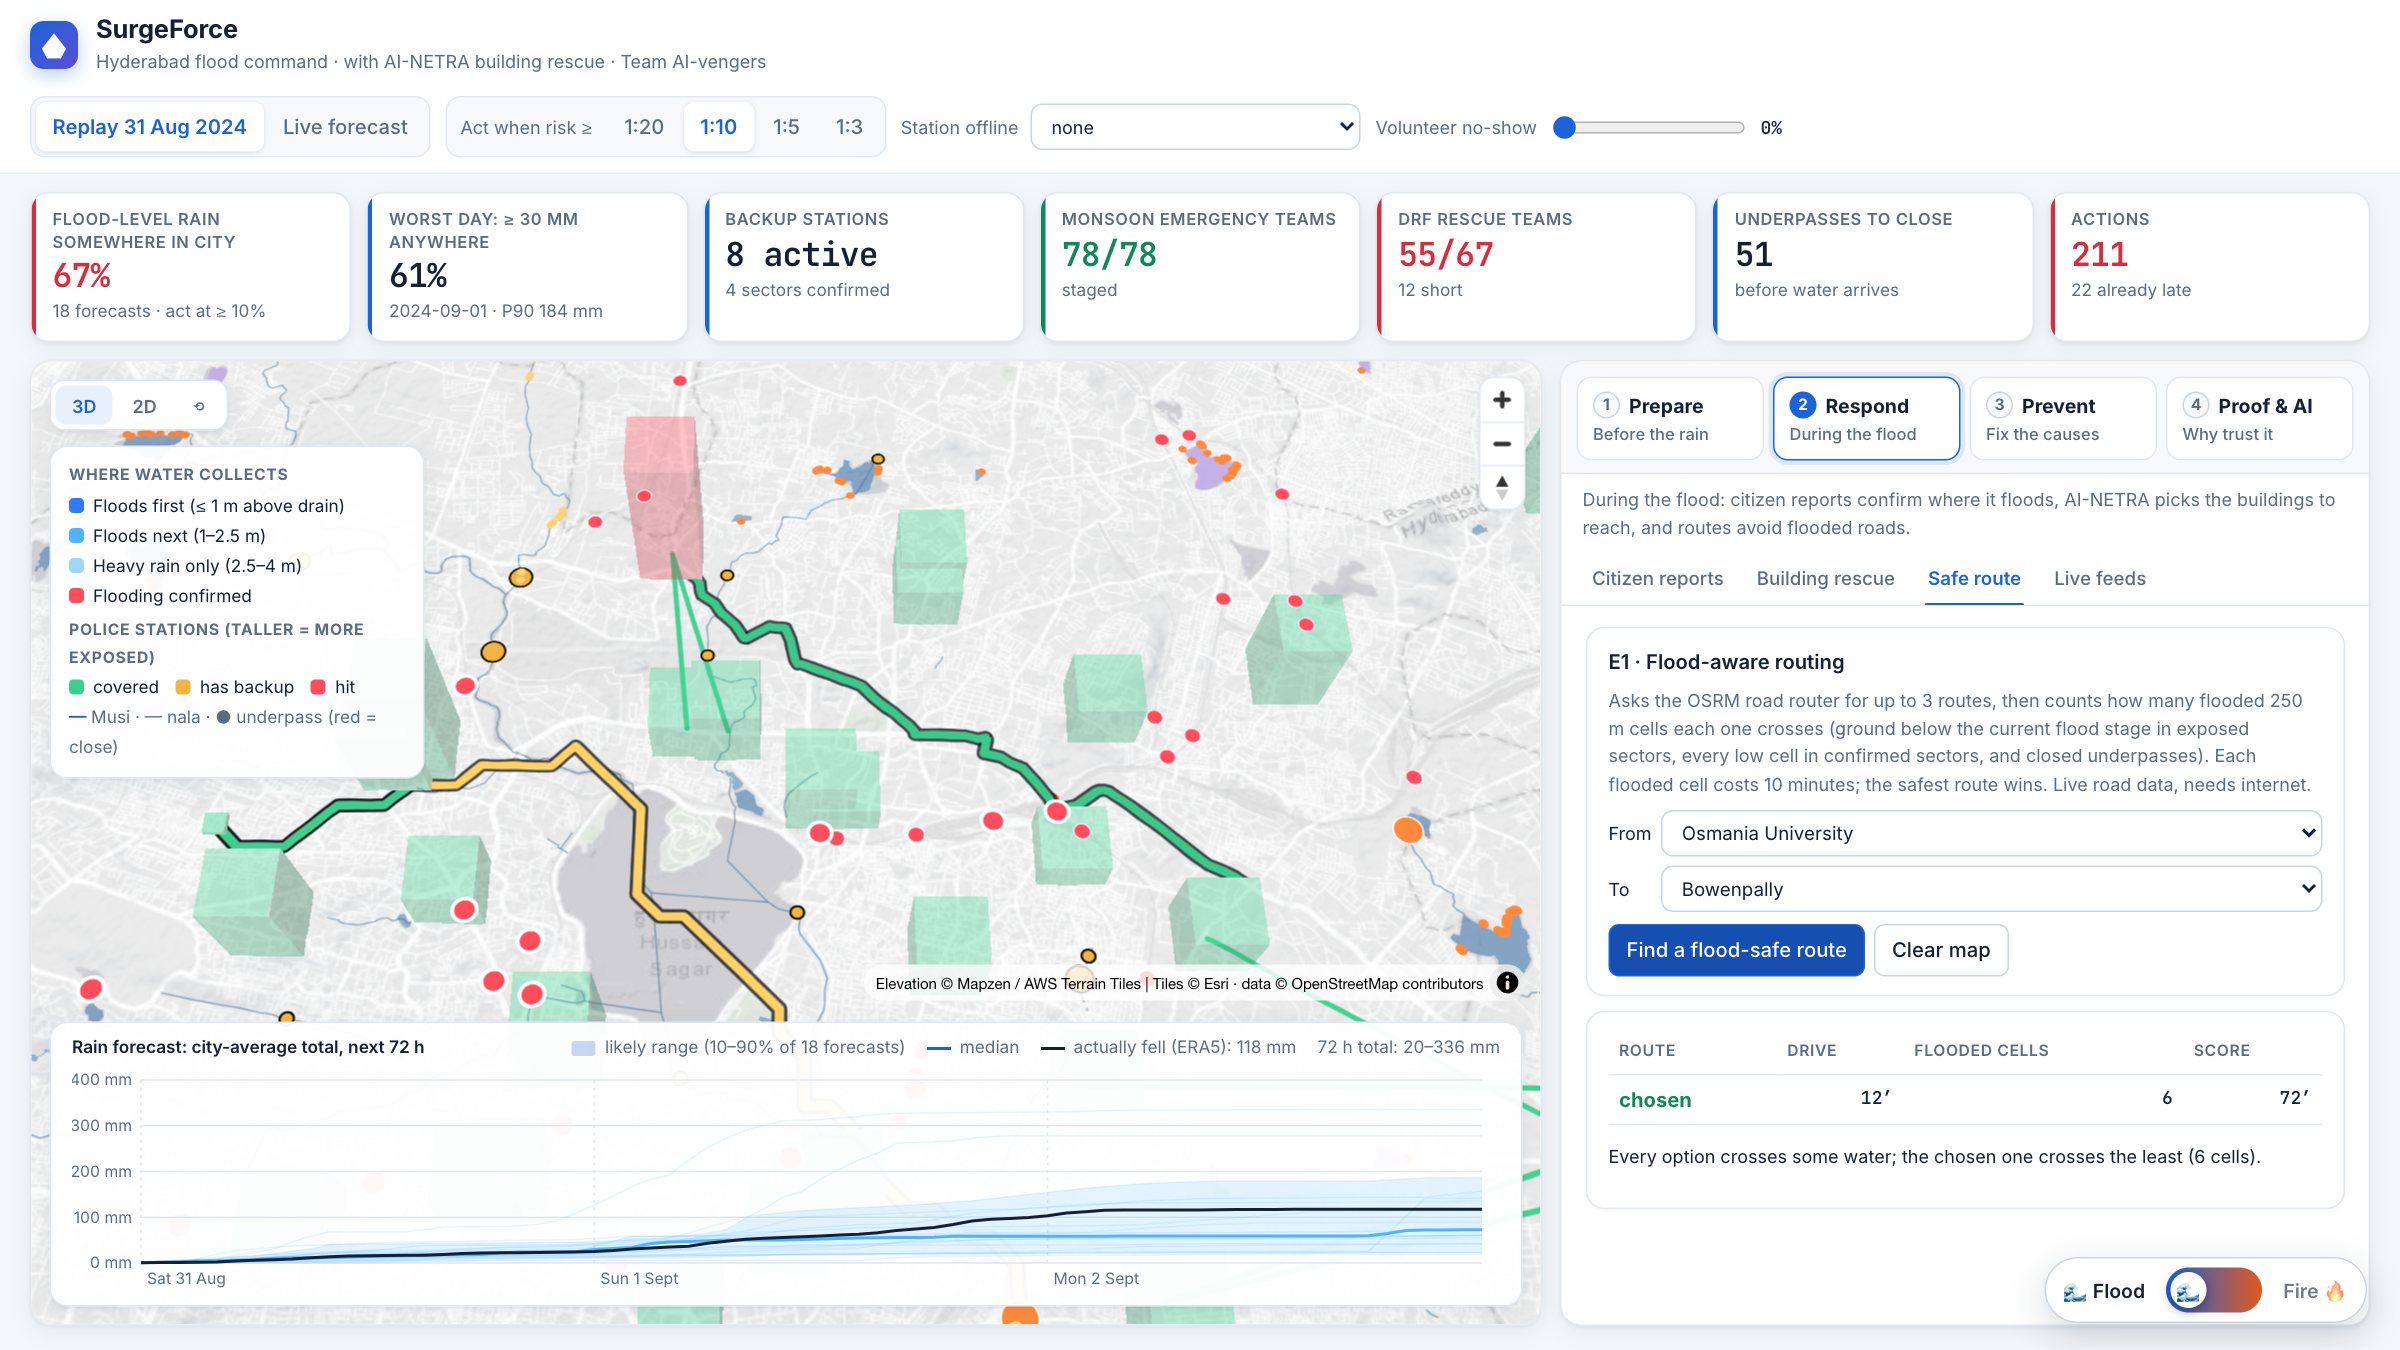 SurgeForce
Hyderabad flood command · with AI-NETRA building rescue · Team AI-vengers
Replay 31 Aug 2024
Live forecast
Act when risk ≥ 1:20 1:10 1:5 1:3
Station offline none
Volunteer no-show 0%
FLOOD-LEVEL RAIN
SOMEWHERE IN CITY
67%
18 forecasts · act at ≥ 10%
WORST DAY: ≥ 30 MM
ANYWHERE
61%
2024-09-01 · P90 184 mm
BACKUP STATIONS
8 active
4 sectors confirmed
MONSOON EMERGENCY TEAMS
78/78
staged
DRF RESCUE TEAMS
55/67
12 short
UNDERPASSES TO CLOSE
51
before water arrives
ACTIONS
211
22 already late
3D 2D
WHERE WATER COLLECTS
Floods first (≤ 1 m above drain)
Floods next (1–2.5 m)
Heavy rain only (2.5–4 m)
Flooding confirmed
POLICE STATIONS (TALLER = MORE
EXPOSED)
covered has backup hit
Musi · nala · underpass (red =
close)
Hussa
Sagar
Elevation © Mapzen / AWS Terrain Tiles | Tiles © Esri · data © OpenStreetMap contributors
Rain forecast: city-average total, next 72 h
likely range (10–90% of 18 forecasts) median actually fell (ERA5): 118 mm 72 h total: 20–336 mm
400 mm
300 mm
200 mm
100 mm
0 mm
Sat 31 Aug Sun 1 Sept Mon 2 Sept
1 Prepare
Before the rain
2 Respond
During the flood
3 Prevent
Fix the causes
4 Proof & AI
Why trust it
During the flood: citizen reports confirm where it floods, AI-NETRA picks the buildings to
reach, and routes avoid flooded roads.
Citizen reports Building rescue Safe route Live feeds
E1 · Flood-aware routing
Asks the OSRM road router for up to 3 routes, then counts how many flooded 250
m cells each one crosses (ground below the current flood stage in exposed
sectors, every low cell in confirmed sectors, and closed underpasses). Each
flooded cell costs 10 minutes; the safest route wins. Live road data, needs internet.
From Osmania University
To Bowenpally
Find a flood-safe route
Clear map
ROUTE DRIVE FLOODED CELLS SCORE
chosen 12′ 6 72′
Every option crosses some water; the chosen one crosses the least (6 cells).
Flood Fire